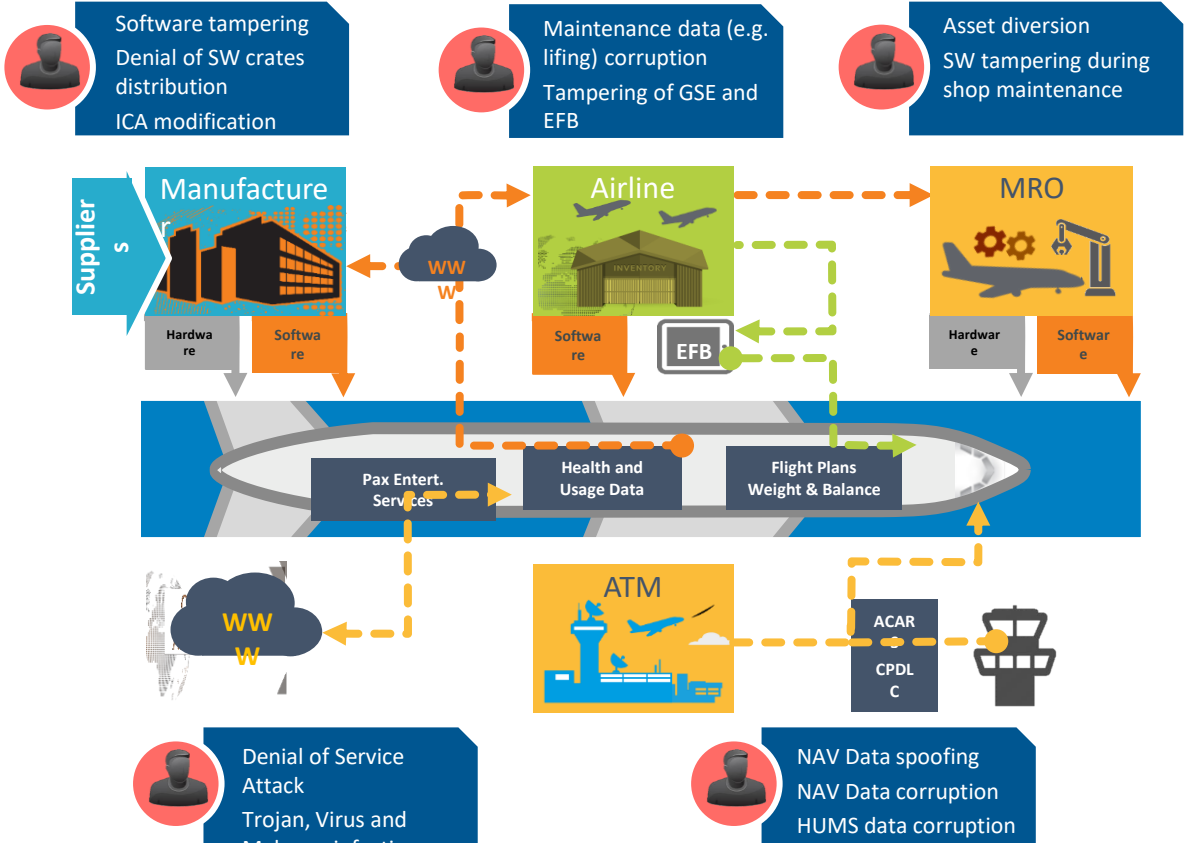 Software tampering
Denial of SW crates
distribution
ICA modification
Maintenance data (e.g.
lifing) corruption
Tampering of GSE and
EFB
Asset diversion
SW tampering during
shop maintenance
Supplier
s
Manufacture
r
Airline
MRO
WW
W
INVENTORY
Hardwa
re
Softwa
re
Softwa
re
EFB
Hardwar
e
Softwar
e
Pax Entert.
Services
Health and
Usage Data
Flight Plans
Weight & Balance
WW
W
ATM
ACAR
S
CPDL
C
Denial of Service
Attack
Trojan, Virus and
NAV Data spoofing
NAV Data corruption
HUMS data corruption